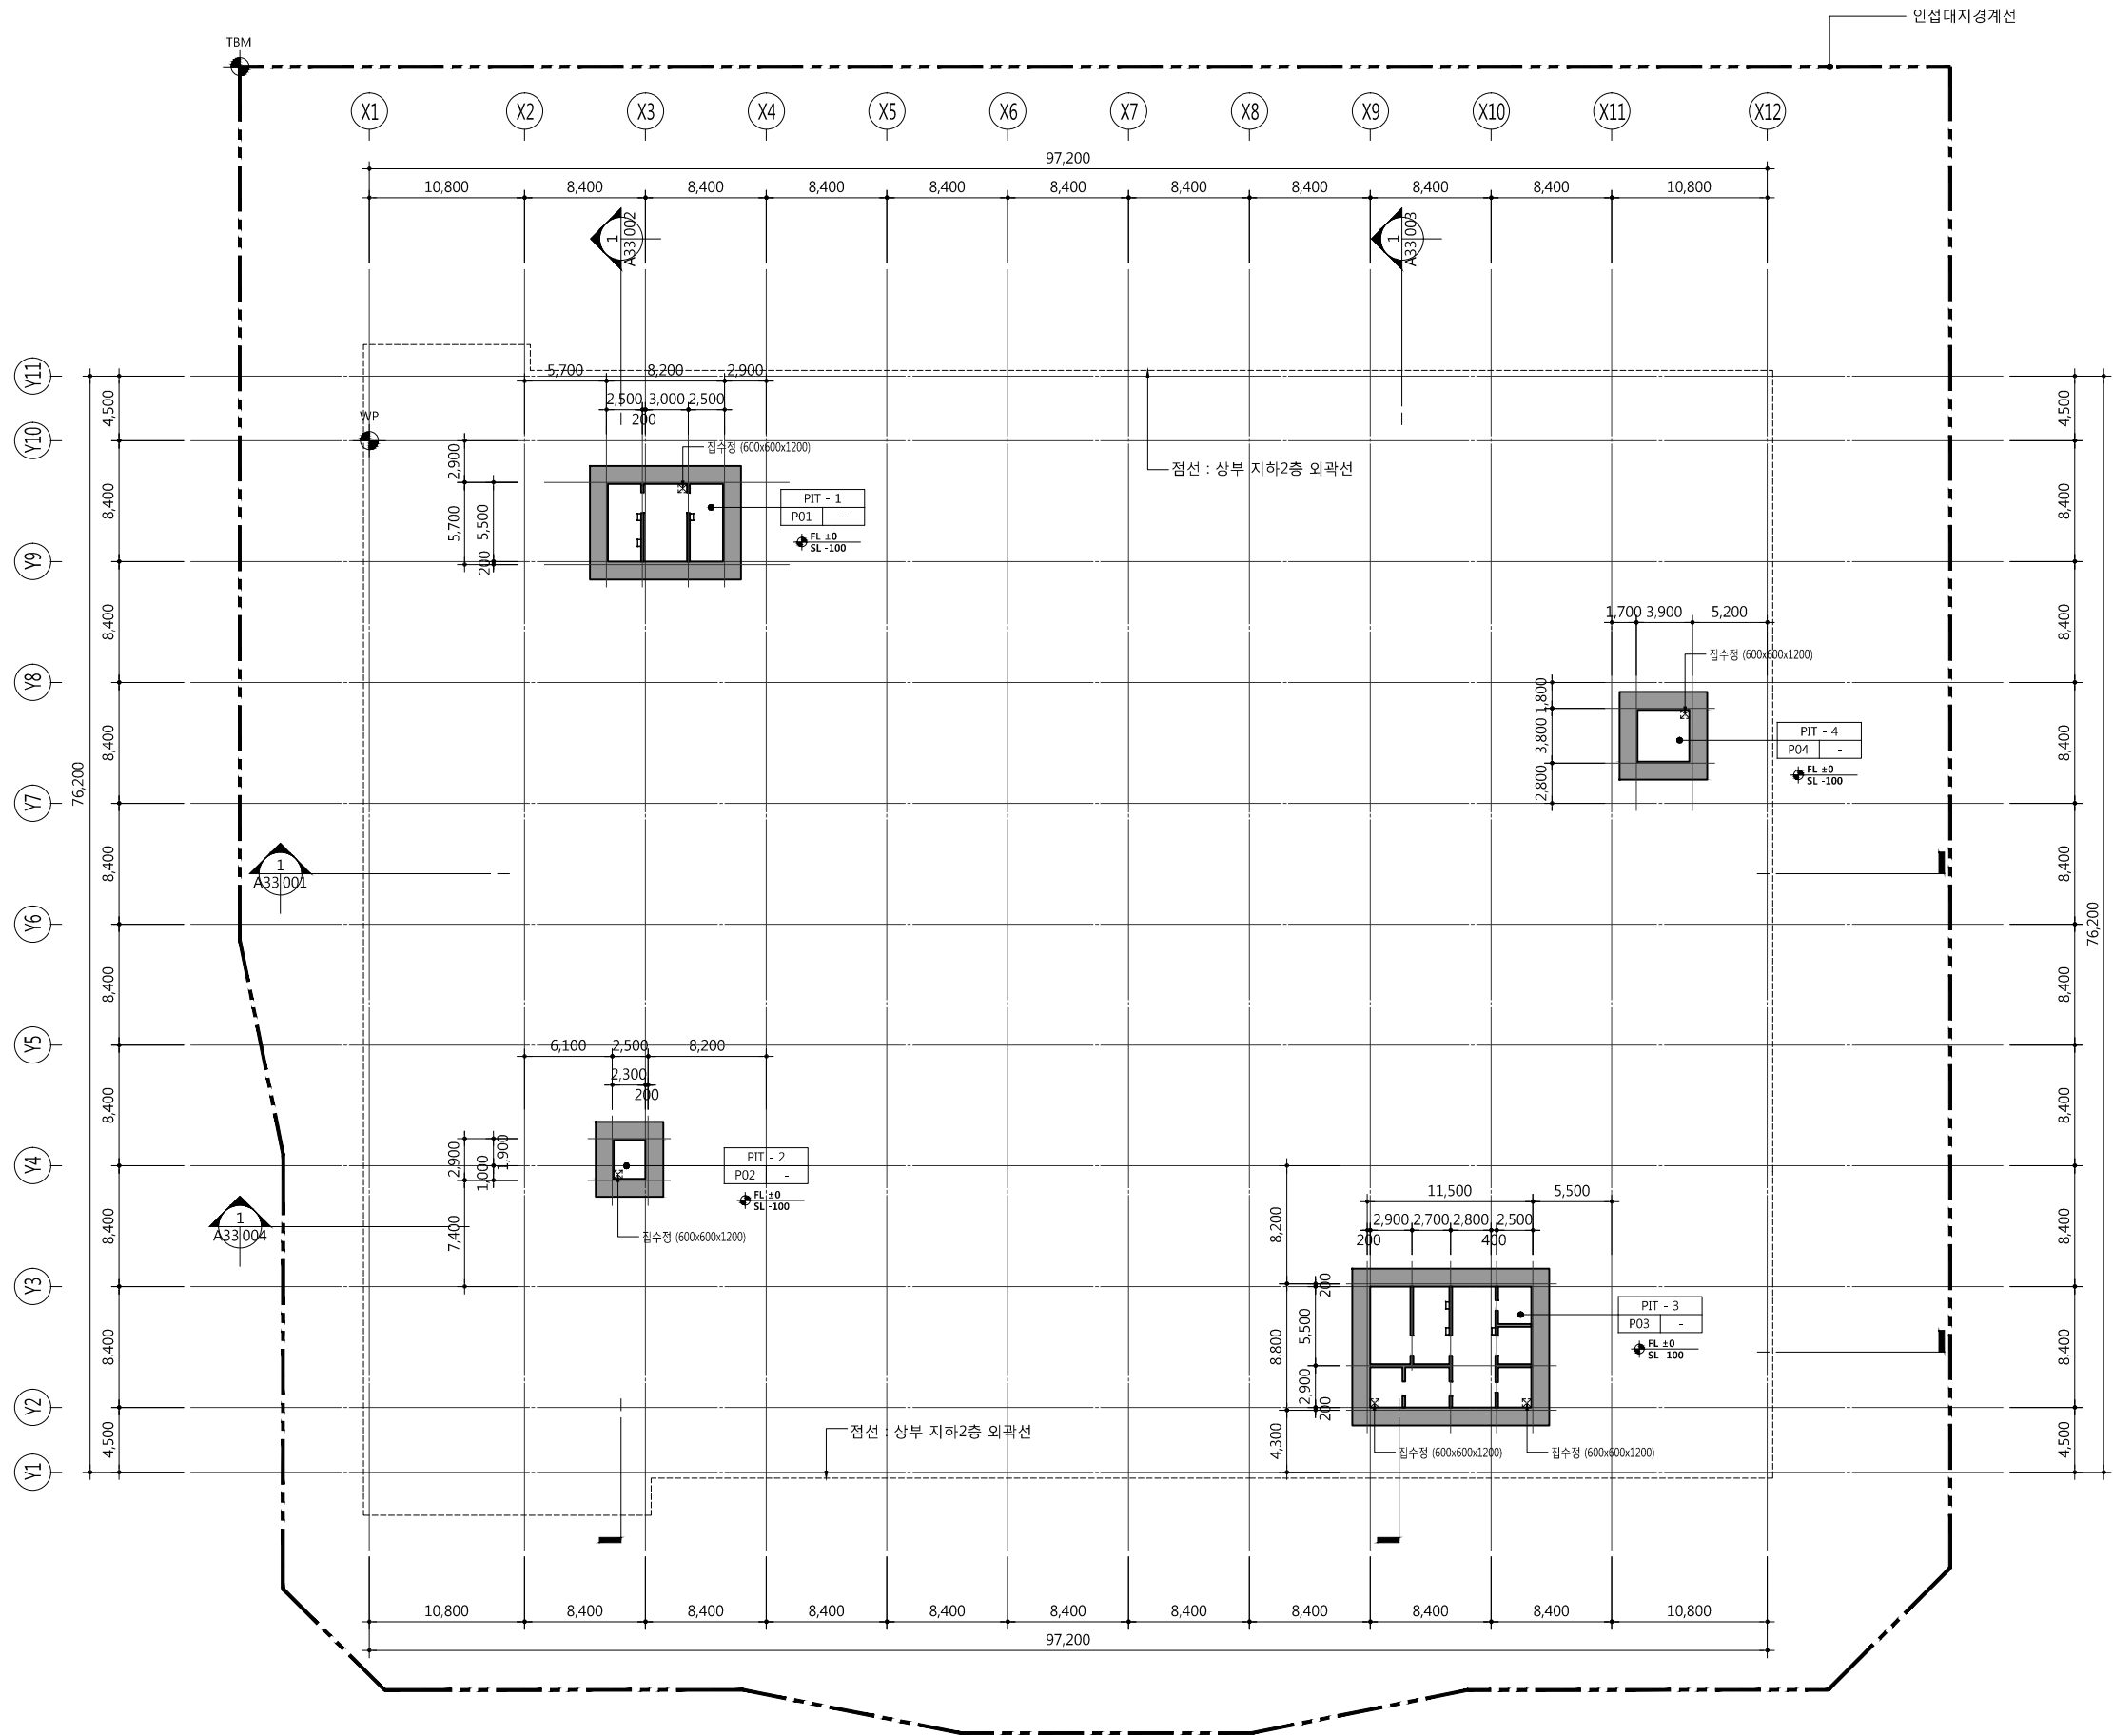 인접대지경계선
TBM
X1 X2 X3 X4 X5 X6 X7 X8 X9 X10 X11 X12
97,200
10,800 8,400 8,400 8,400 8,400 8,400 8,400 8,400 8,400 8,400 10,800
1
A33 002
1
A33 003
Y11
Y10
Y9
Y8
Y7
Y6
Y5
Y4
Y3
Y2
Y1
76,200
4,500
8,400
8,400
8,400
8,400
8,400
8,400
8,400
8,400
4,500
WP
5,700 8,200 2,900
2,500 3,000 2,500
200
집수정 (600x600x1200)
2,900
5,700
5,500
200
PIT - 1
P01 -
FL ±0
SL -100
점선 : 상부 지하2층 외곽선
1,700 3,900 5,200
집수정 (600x600x1200)
1,800
3,800
2,800
PIT - 4
P04 -
FL ±0
SL -100
1
A33 001
6,100 2,500 8,200
2,300
200
2,900
1,900
1,000
7,400
PIT - 2
P02 -
FL ±0
SL -100
집수정 (600x600x1200)
1
A33 004
11,500 5,500
2,900 2,700 2,800 2,500
200 400
8,200
8,800
4,300
200
5,500
2,900
200
PIT - 3
P03 -
FL ±0
SL -100
집수정 (600x600x1200) 집수정 (600x600x1200)
점선 : 상부 지하2층 외곽선
4,500
8,400
8,400
8,400
8,400
8,400
8,400
8,400
8,400
4,500
76,200
10,800 8,400 8,400 8,400 8,400 8,400 8,400 8,400 8,400 8,400 10,800
97,200